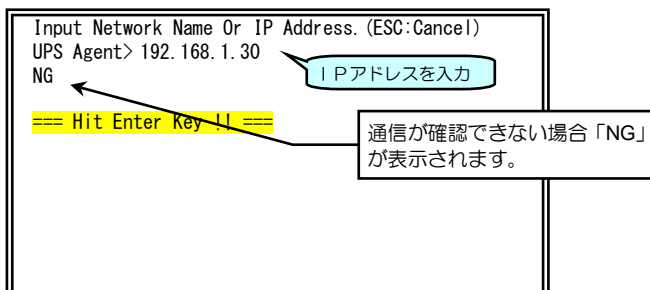 Input Network Name Or IP Address.(ESC:Cancel)
UPS Agent> 192.168.1.30
NG
IPアドレスを入力
=== Hit Enter Key !! ===
通信が確認できない場合「NG」
が表示されます。